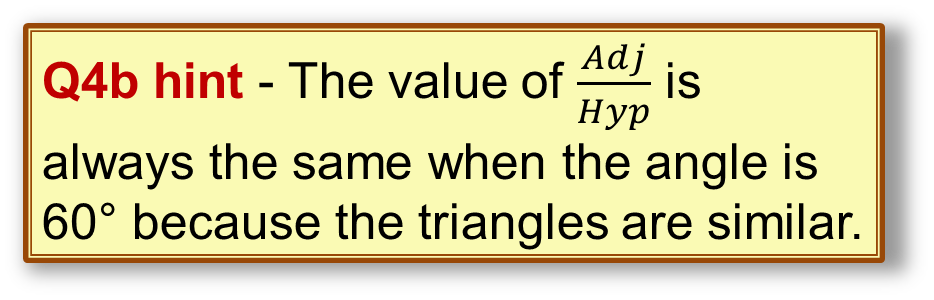 Q4b hint - The value of Adj/Hyp is
always the same when the angle is
60° because the triangles are similar.